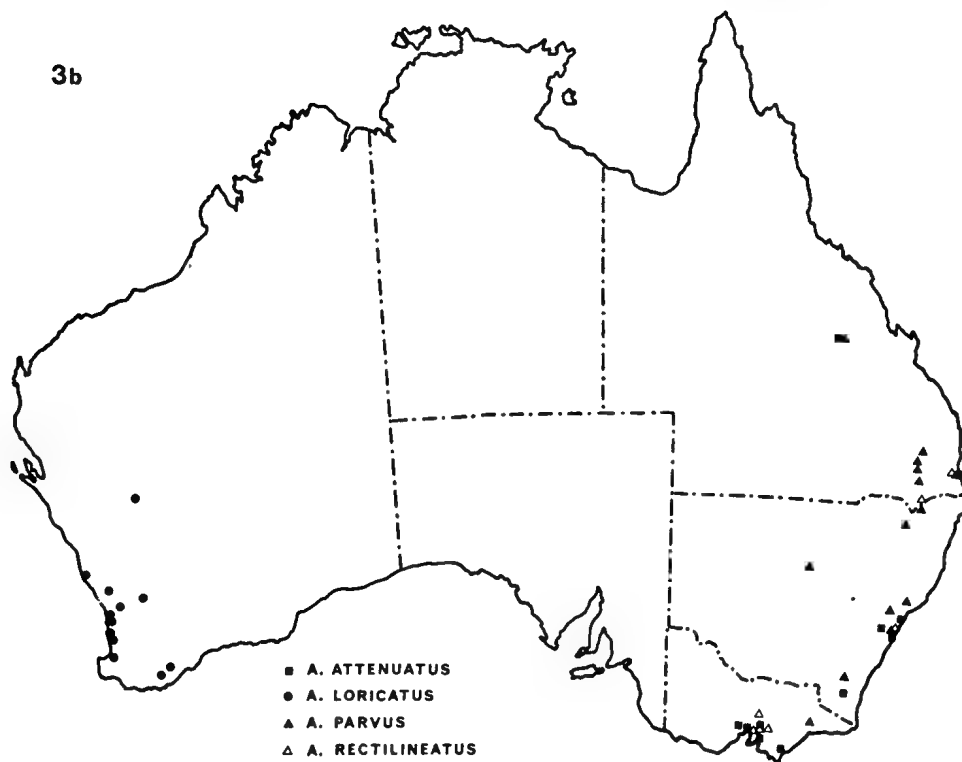 3b
■ A. ATTENUATUS
● A. LORICATUS
▲ A. PARVUS
△ A. RECTILINEATUS